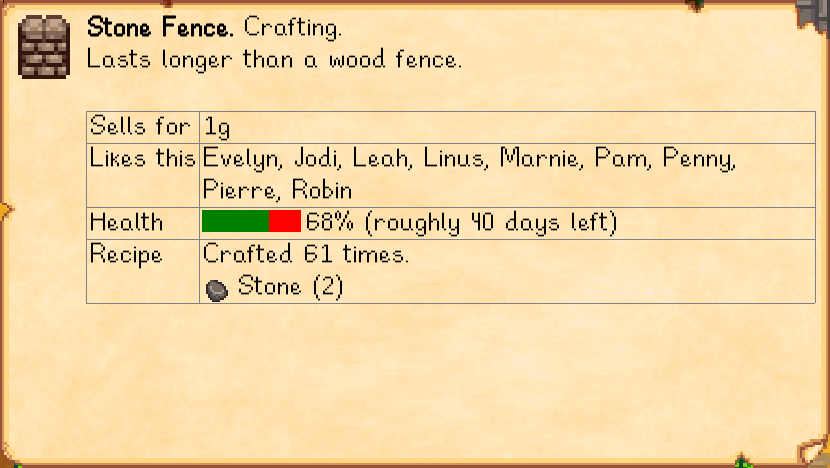 Stone Fence. Crafting.
Lasts longer than a wood fence.
Sells for 1g
Likes this Evelyn, Jodi, Leah, Linus, Marnie, Pam, Penny,
Pierre, Robin
Health 68% (roughly 40 days left)
Recipe Crafted 61 times.
Stone (2)